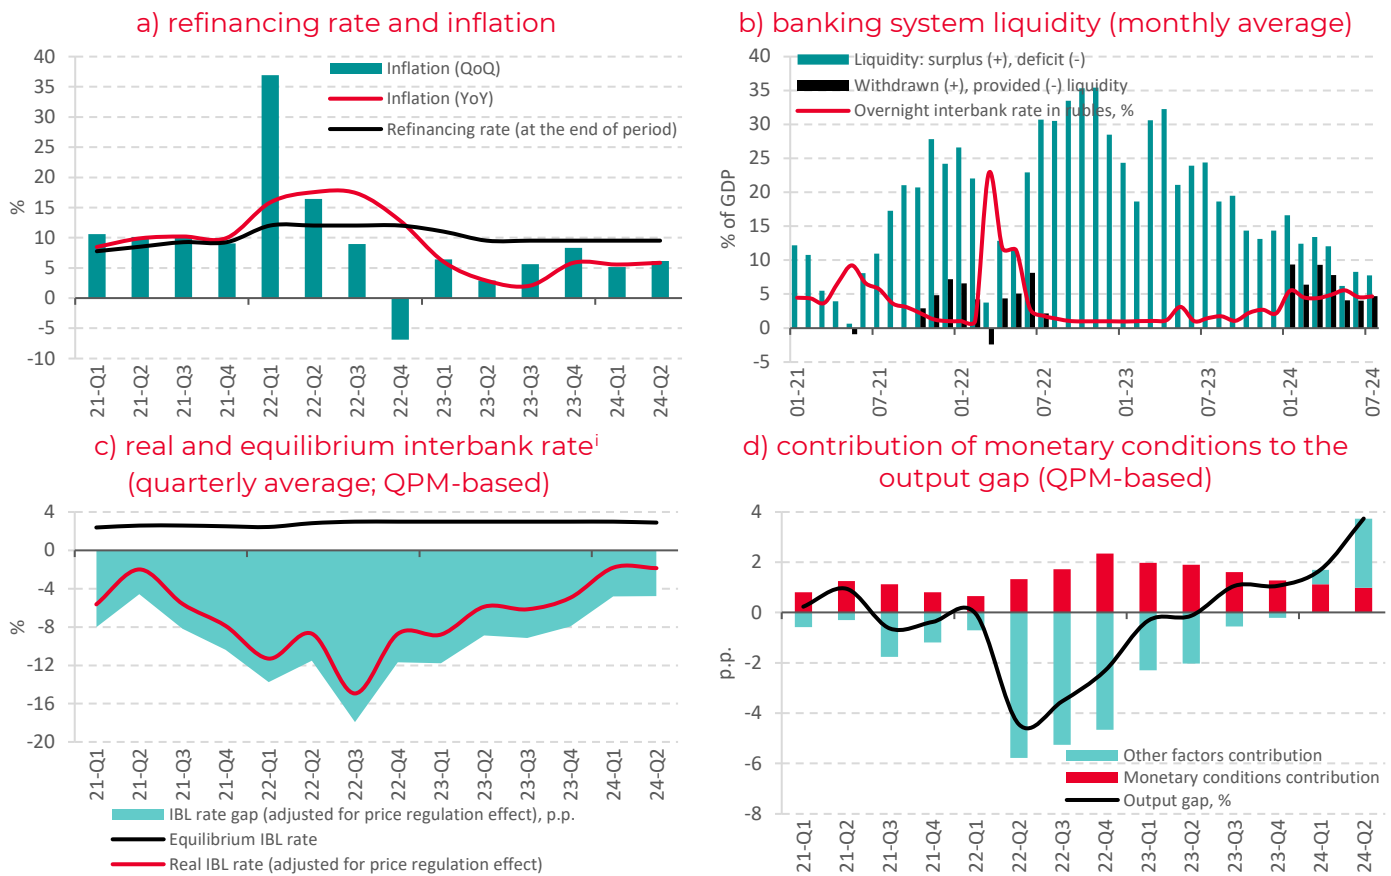 a) refinancing rate and inflation
40
35
30
25
20
15
10
5
0
-5
-10
%
Inflation (QoQ)
Inflation (YoY)
Refinancing rate (at the end of period)
21-Q1
21-Q2
21-Q3
21-Q4
22-Q1
22-Q2
22-Q3
22-Q4
23-Q1
23-Q2
23-Q3
23-Q4
24-Q1
24-Q2
b) banking system liquidity (monthly average)
40
35
30
25
20
15
10
5
0
-5
% of GDP
Liquidity: surplus (+), deficit (-)
Withdrawn (+), provided (-) liquidity
Overnight interbank rate in rubles, %
01-21
07-21
01-22
07-22
01-23
07-23
01-24
07-24
c) real and equilibrium interbank rateⁱ
(quarterly average; QPM-based)
4
0
-4
-8
-12
-16
-20
%
21-Q1
21-Q2
21-Q3
21-Q4
22-Q1
22-Q2
22-Q3
22-Q4
23-Q1
23-Q2
23-Q3
23-Q4
24-Q1
24-Q2
IBL rate gap (adjusted for price regulation effect), p.p.
Equilibrium IBL rate
Real IBL rate (adjusted for price regulation effect)
d) contribution of monetary conditions to the
output gap (QPM-based)
4
2
0
-2
-4
-6
-8
p.p.
Other factors contribution
Monetary conditions contribution
Output gap, %
21-Q1
21-Q2
21-Q3
21-Q4
22-Q1
22-Q2
22-Q3
22-Q4
23-Q1
23-Q2
23-Q3
23-Q4
24-Q1
24-Q2